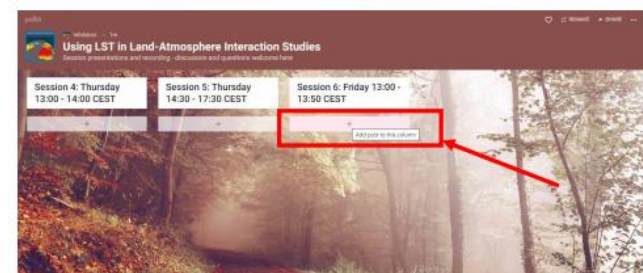 padlet
Using LST in Land-Atmosphere Interaction Studies
Session presentations and recording - discussion and questions welcome here
Session 4: Thursday
13:00 - 14:00 CEST
Session 5: Thursday
14:30 - 17:30 CEST
Session 6: Friday 13:00 -
13:50 CEST
+
+
+
Add post to this column